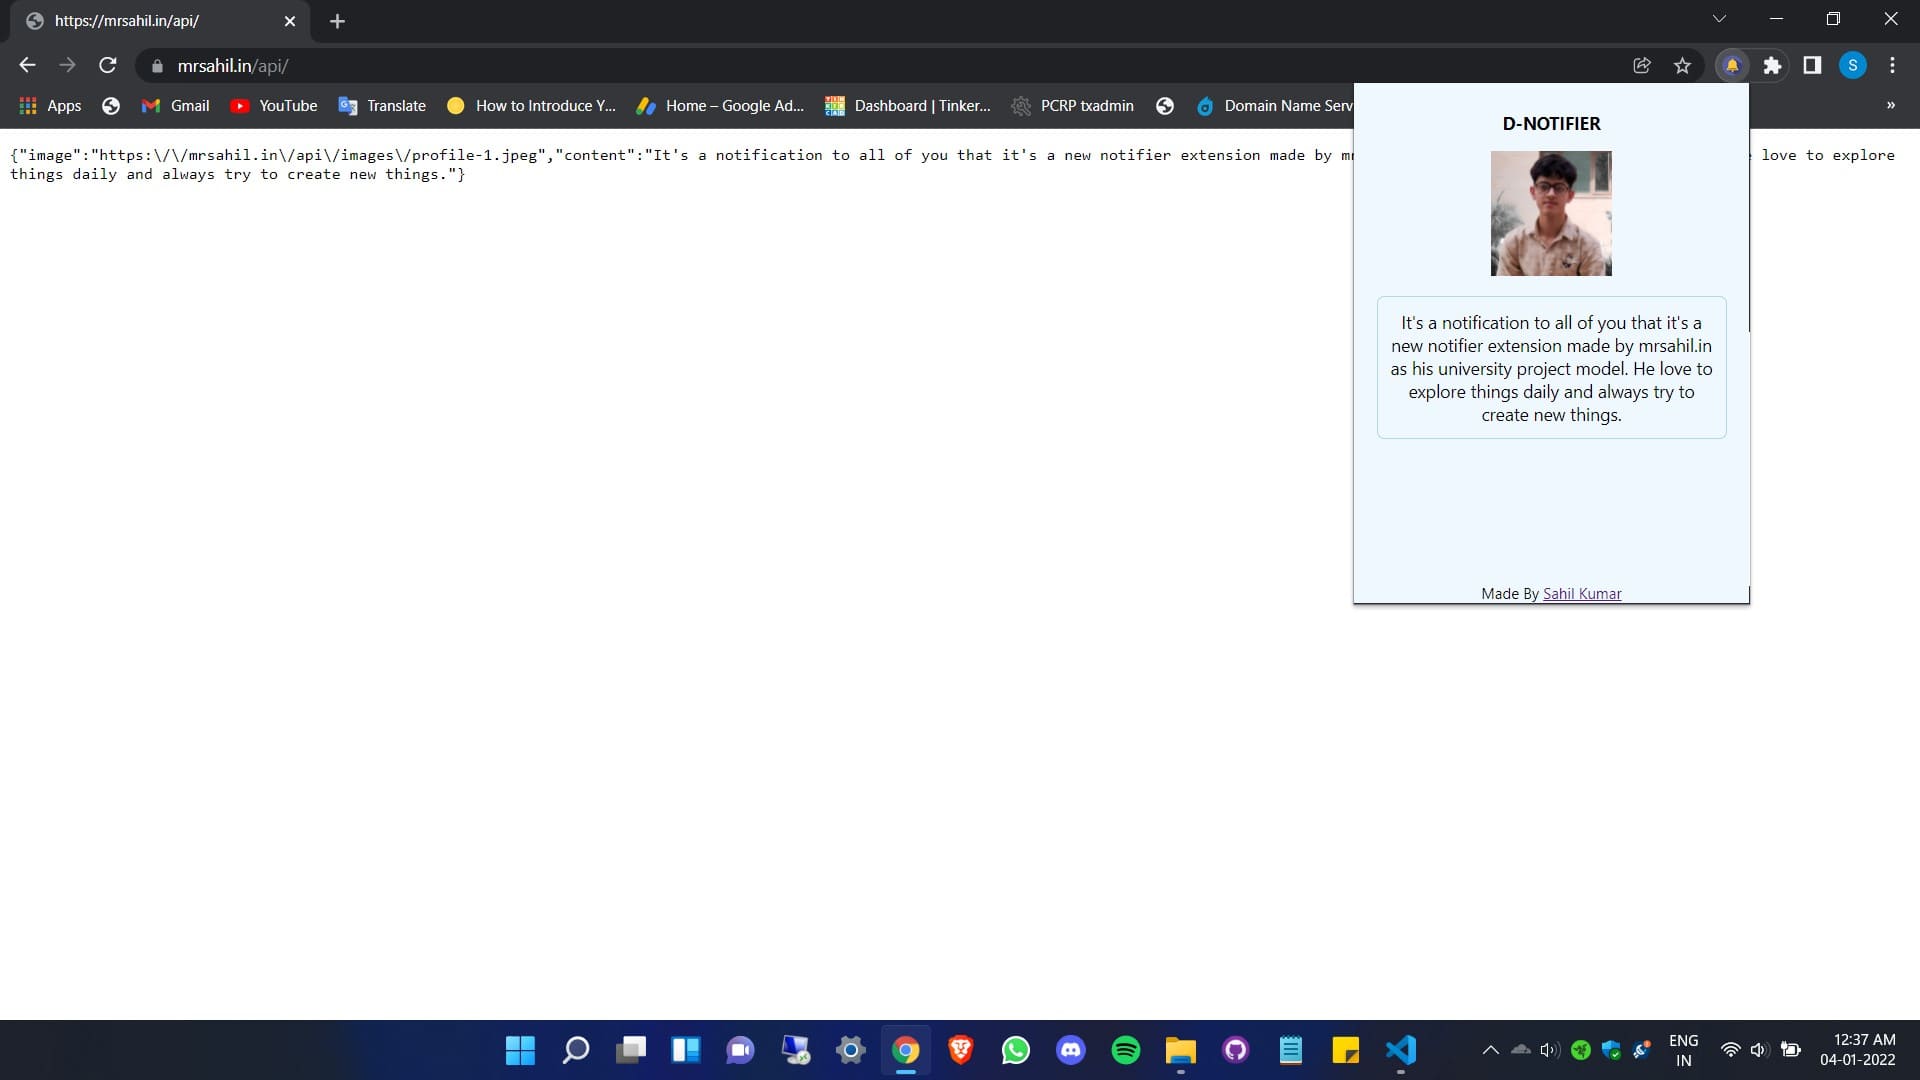 https://mrsahil.in/api/
mrsahil.in/api/
S
Apps
Gmail
YouTube
Translate
How to Introduce Y...
Home – Google Ad...
Dashboard | Tinker...
PCRP txadmin
Domain Name Serv
»
{"image":"https:\/\/mrsahil.in\/api\/images\/profile-1.jpeg","content":"It's a notification to all of you that it's a new notifier extension made by mr love to explore
things daily and always try to create new things."}
D-NOTIFIER
It's a notification to all of you that it's a
new notifier extension made by mrsahil.in
as his university project model. He love to
explore things daily and always try to
create new things.
Made By Sahil Kumar
ENG
IN
12:37 AM
04-01-2022